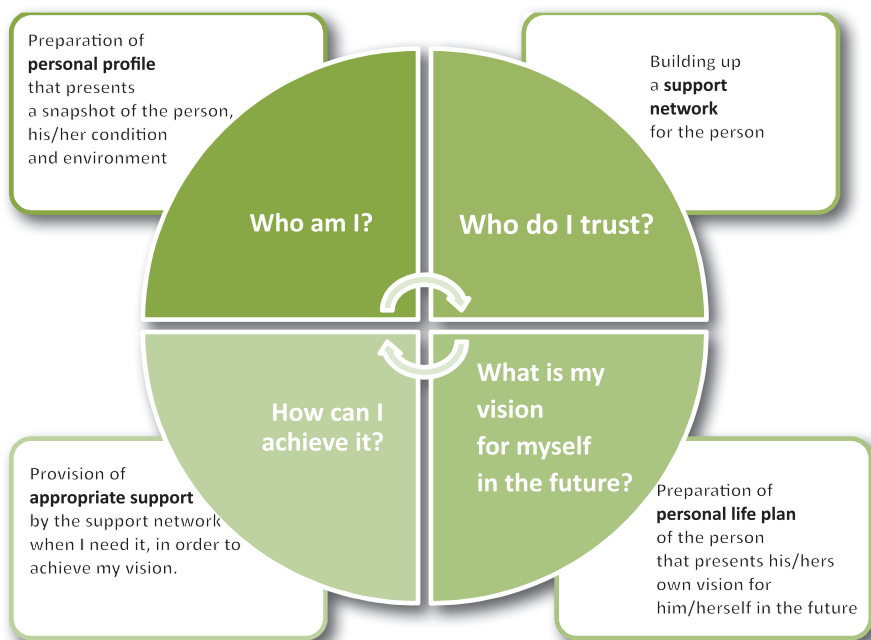 Preparation of
personal profile
that presents
a snapshot of the person,
his/her condition
and environment
Building up
a support
network
for the person
Who am I?
Who do I trust?
How can I
achieve it?
What is my
vision
for myself
in the future?
Provision of
appropriate support
by the support network
when I need it, in order to
achieve my vision.
Preparation of
personal life plan
of the person
that presents his/hers
own vision for
him/herself in the future